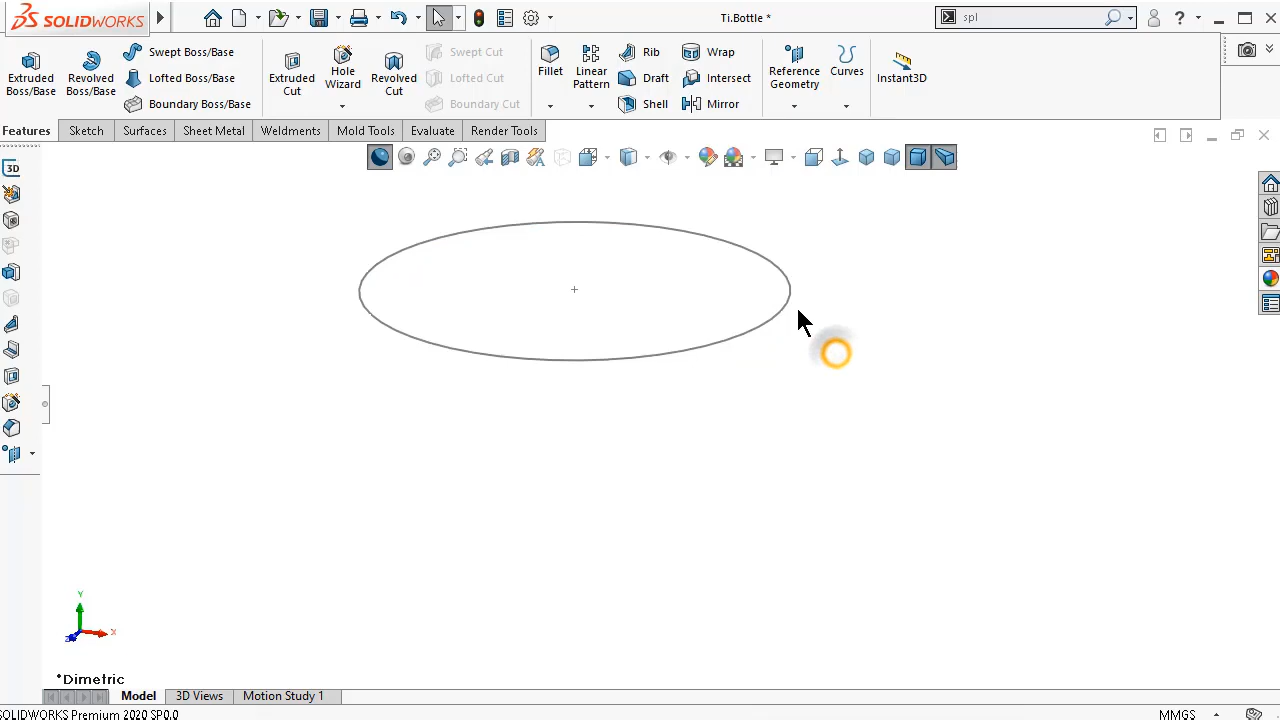 SOLIDWORKS
Ti.Bottle *
spl
?
Extruded Boss/Base
Revolved Boss/Base
Swept Boss/Base
Lofted Boss/Base
Boundary Boss/Base
Extruded Cut
Hole Wizard
Revolved Cut
Swept Cut
Lofted Cut
Boundary Cut
Fillet
Linear Pattern
Rib
Draft
Shell
Wrap
Intersect
Mirror
Reference Geometry
Curves
Instant3D
Features
Sketch
Surfaces
Sheet Metal
Weldments
Mold Tools
Evaluate
Render Tools
3D
Y
X
Z
*Dimetric
Model
3D Views
Motion Study 1
SOLIDWORKS Premium 2020 SP0.0
MMGS